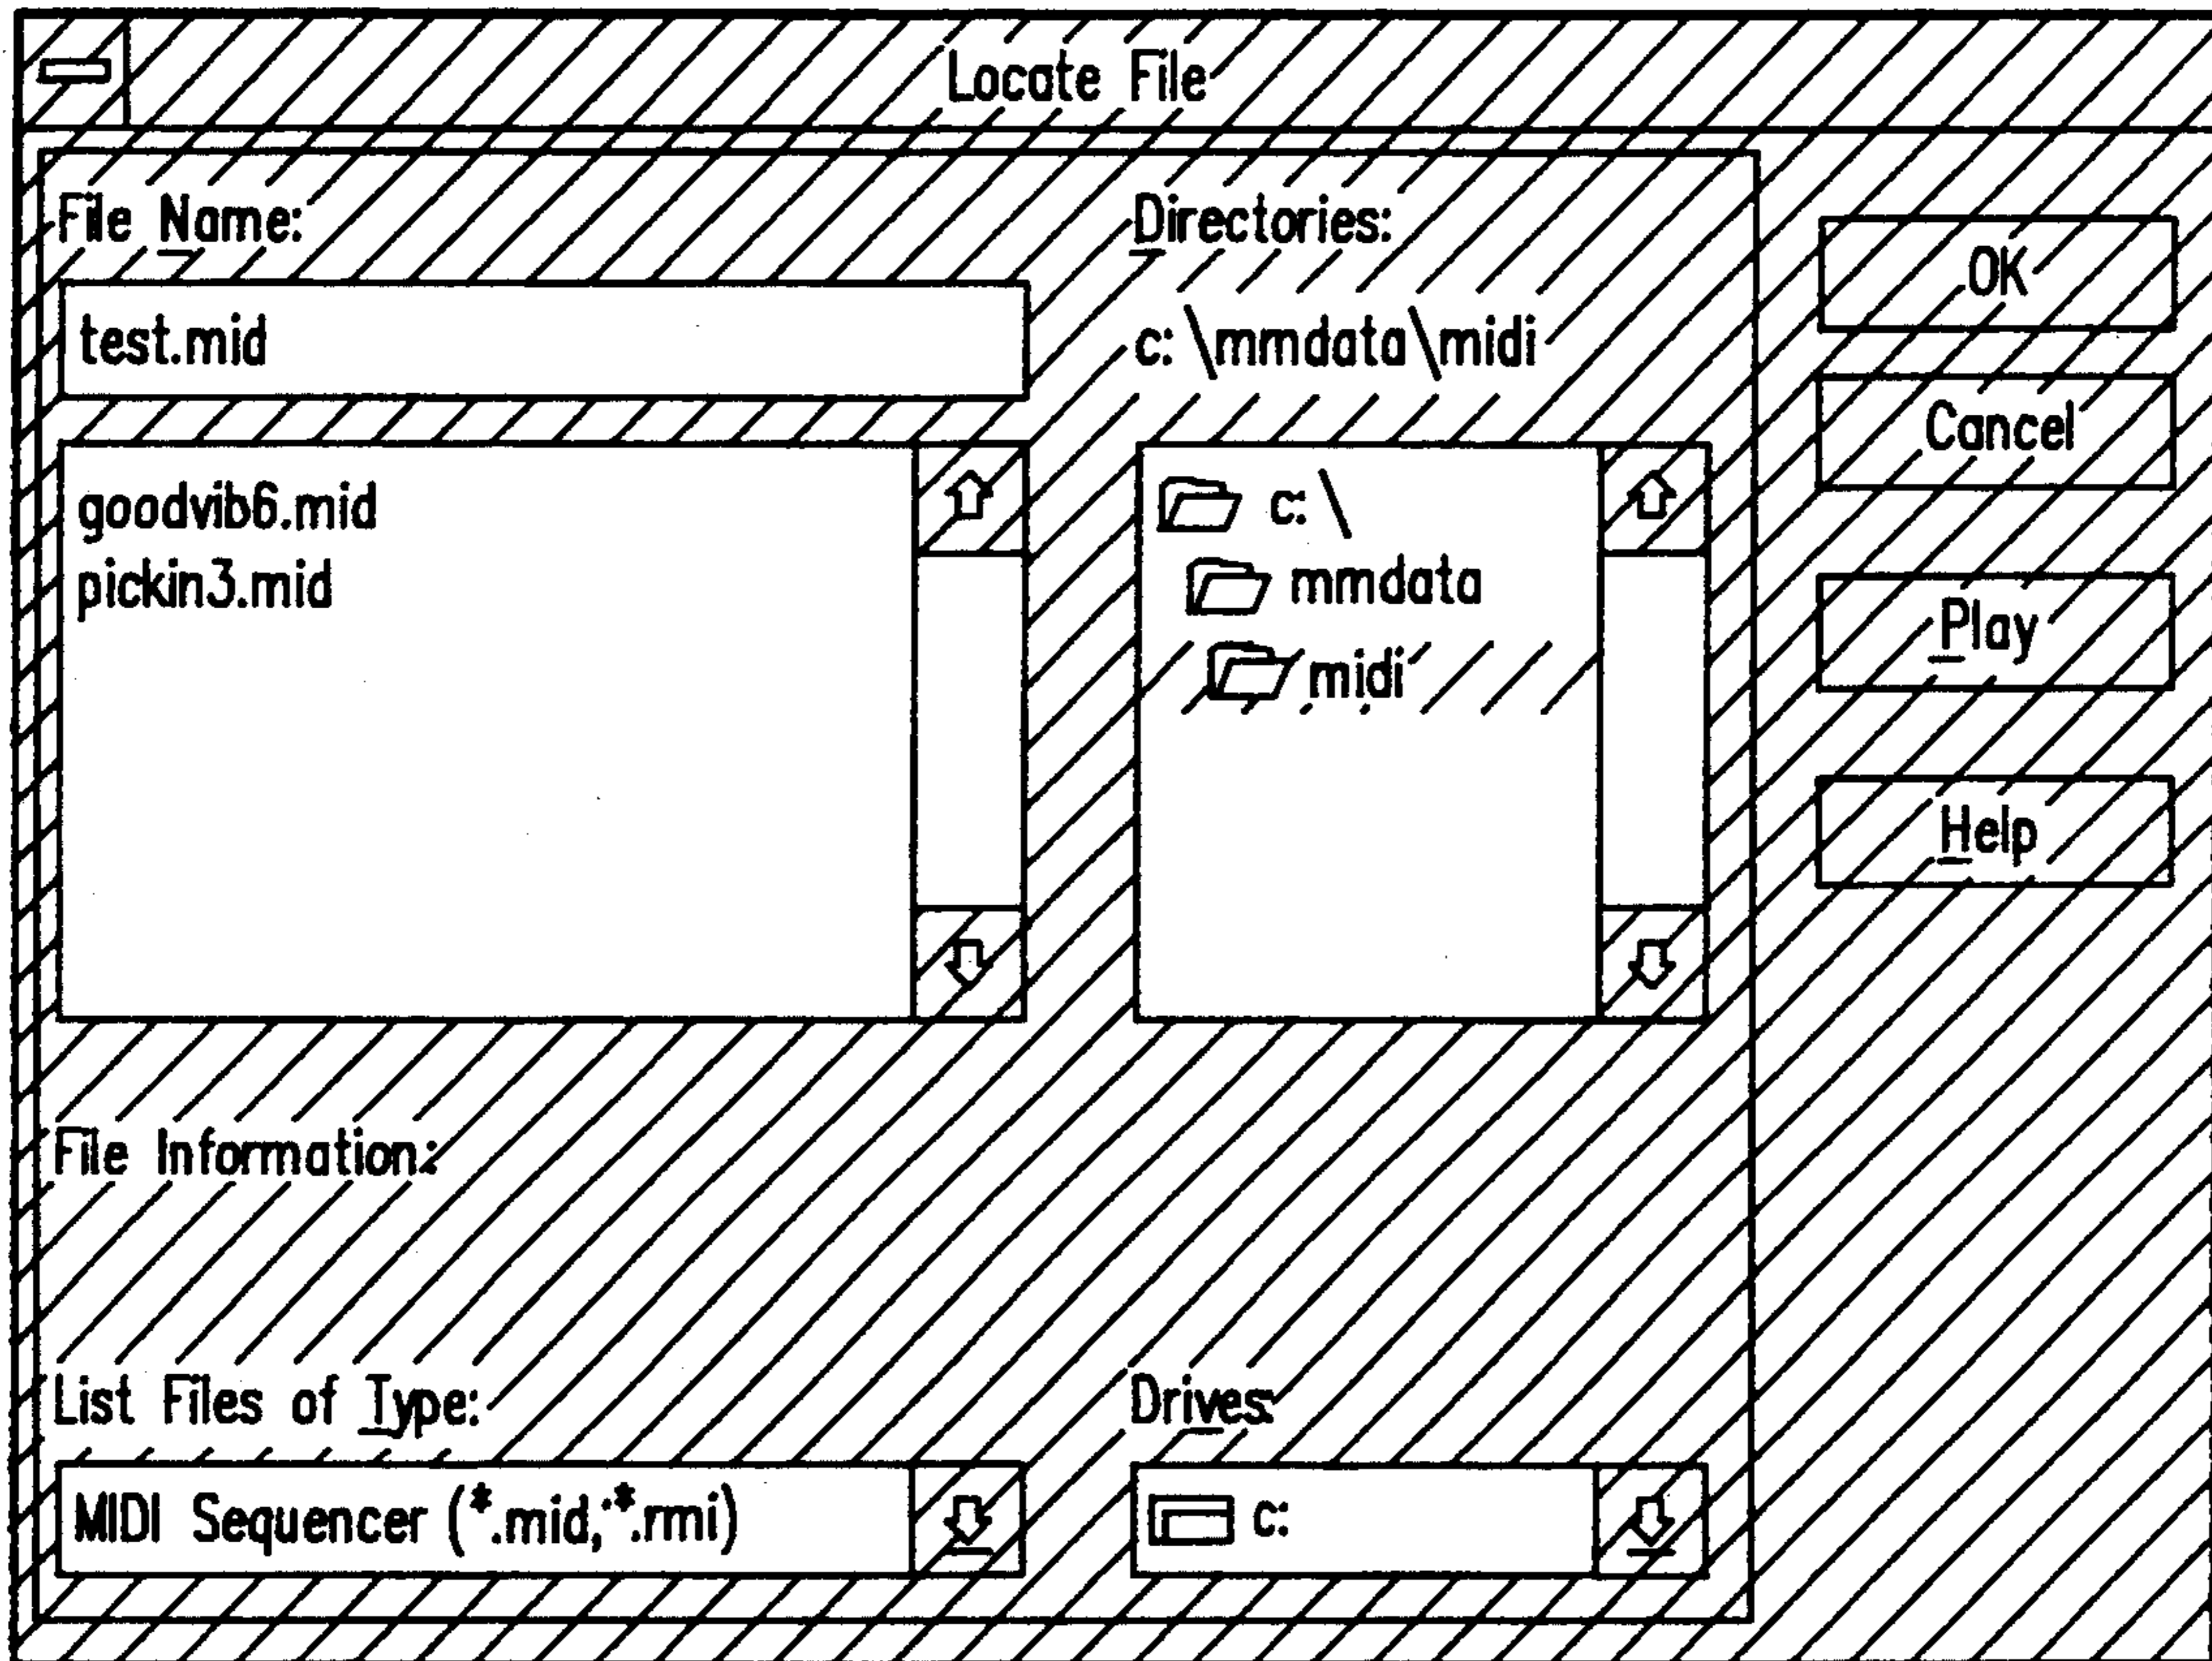 Locate File
File Name:
test.mid
goodvib6.mid
pickin3.mid
Directories:
c: \mmdata\midi
c: \
mmdata
midi
OK
Cancel
Play
Help
File Information:
List Files of Type:
MIDI Sequencer (*.mid,*.rmi)
Drives:
c: